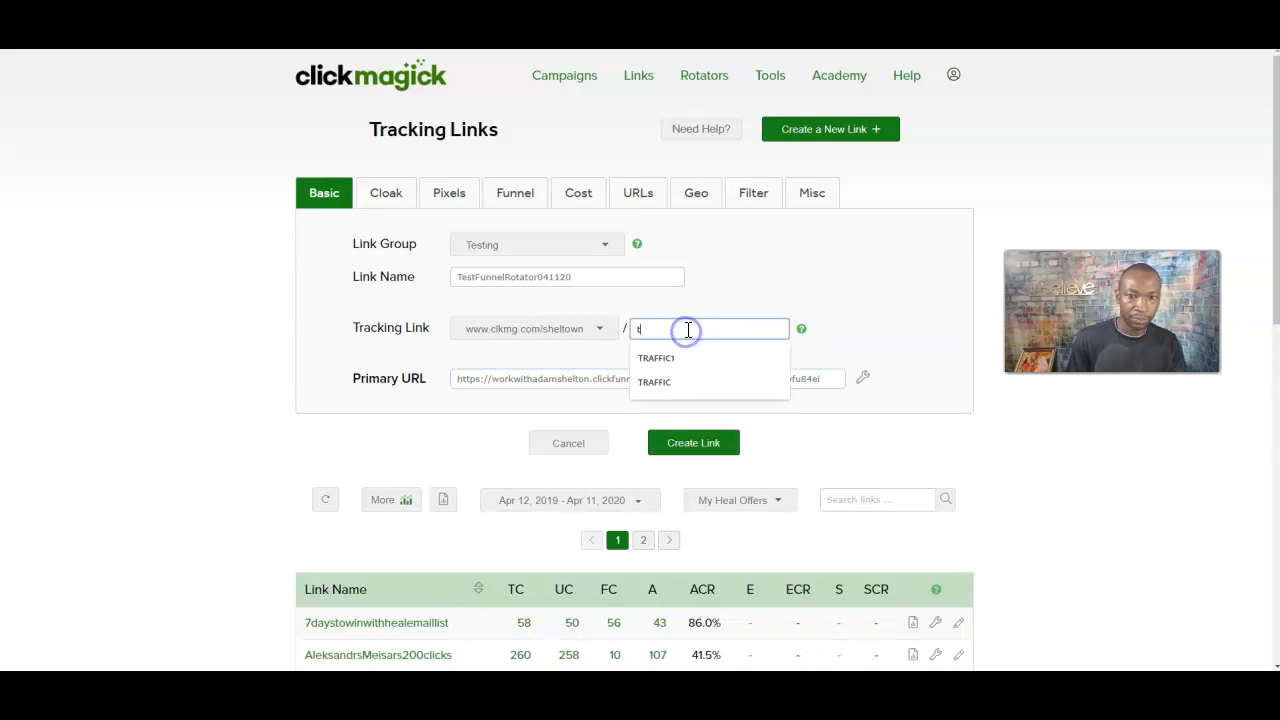 clickmagick
Campaigns Links Rotators Tools Academy Help
Tracking Links
Need Help?
Create a New Link +
Basic Cloak Pixels Funnel Cost URLs Geo Filter Misc
Link Group
Testing
Link Name
TestFunnelRotator041120
Tracking Link
www.clkmg.com/sheltown
/
t
TRAFFIC1
TRAFFIC
Primary URL
https://workwithadamshelton.clickfunn
fu84ei
Cancel
Create Link
More
Apr 12, 2019 - Apr 11, 2020
My Heal Offers
Search links ...
1 2
Link Name TC UC FC A ACR E ECR S SCR
7daystowinwithhealemaillist 58 50 56 43 86.0% - - - -
AleksandrsMeisars200clicks 260 258 10 107 41.5% - - - -